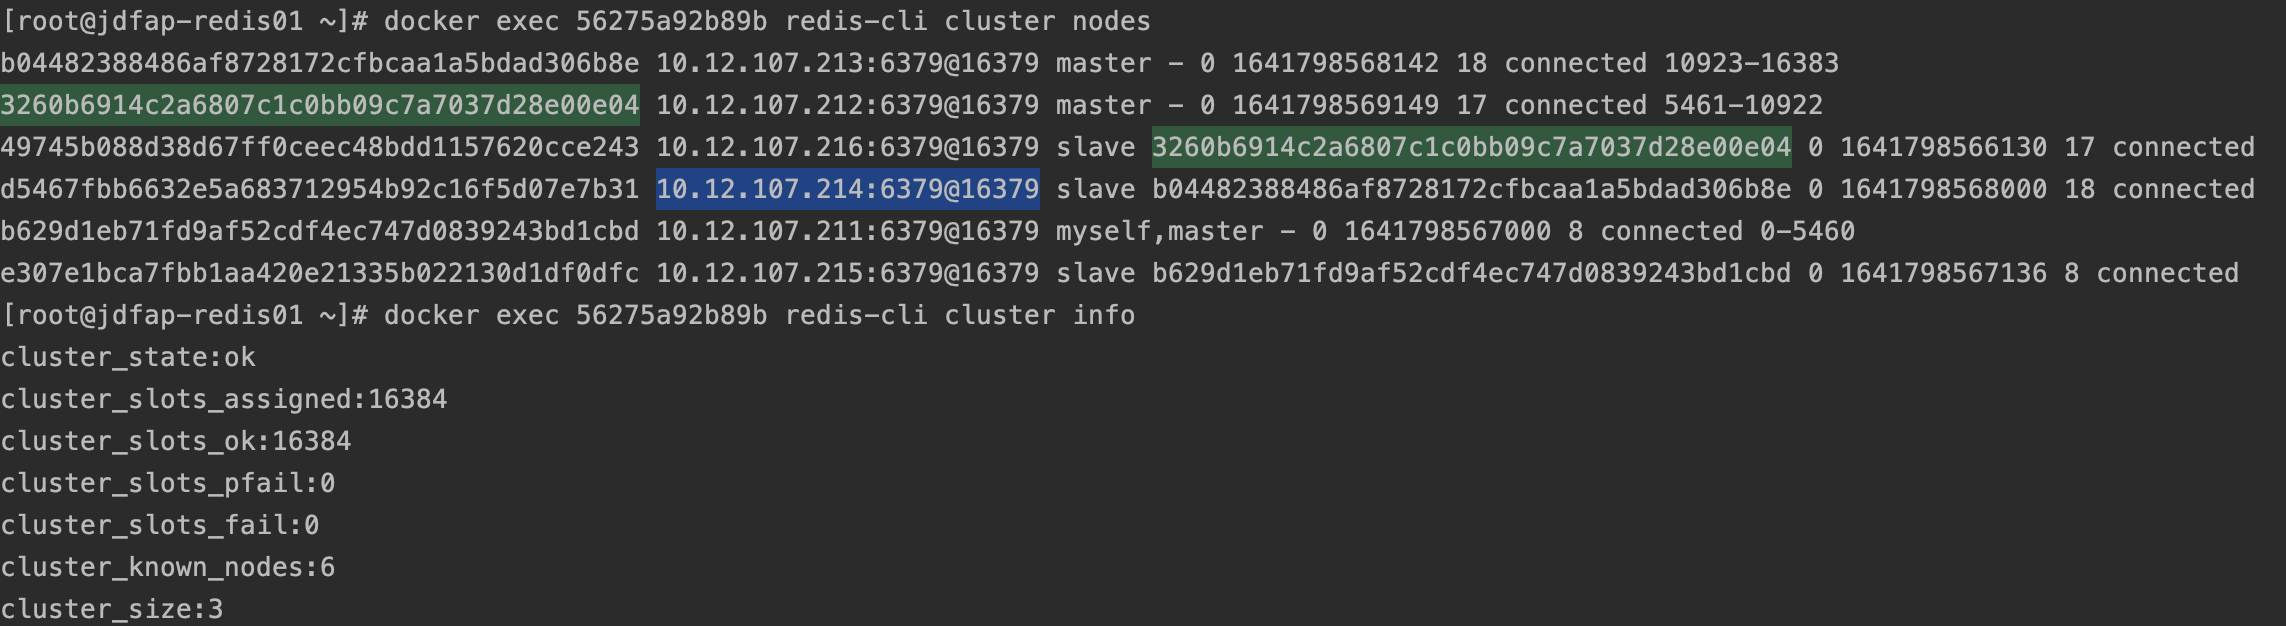 [root@jdfap-redis01 ~]# docker exec 56275a92b89b redis-cli cluster nodes
b04482388486af8728172cfbcaa1a5bdad306b8e 10.12.107.213:6379@16379 master - 0 1641798568142 18 connected 10923-16383
3260b6914c2a6807c1c0bb09c7a7037d28e00e04 10.12.107.212:6379@16379 master - 0 1641798569149 17 connected 5461-10922
49745b088d38d67ff0ceec48bdd1157620cce243 10.12.107.216:6379@16379 slave 3260b6914c2a6807c1c0bb09c7a7037d28e00e04 0 1641798566130 17 connected
d5467fbb6632e5a683712954b92c16f5d07e7b31 10.12.107.214:6379@16379 slave b04482388486af8728172cfbcaa1a5bdad306b8e 0 1641798568000 18 connected
b629d1eb71fd9af52cdf4ec747d0839243bd1cbd 10.12.107.211:6379@16379 myself,master - 0 1641798567000 8 connected 0-5460
e307e1bca7fbb1aa420e21335b022130d1df0dfc 10.12.107.215:6379@16379 slave b629d1eb71fd9af52cdf4ec747d0839243bd1cbd 0 1641798567136 8 connected
[root@jdfap-redis01 ~]# docker exec 56275a92b89b redis-cli cluster info
cluster_state:ok
cluster_slots_assigned:16384
cluster_slots_ok:16384
cluster_slots_pfail:0
cluster_slots_fail:0
cluster_known_nodes:6
cluster_size:3